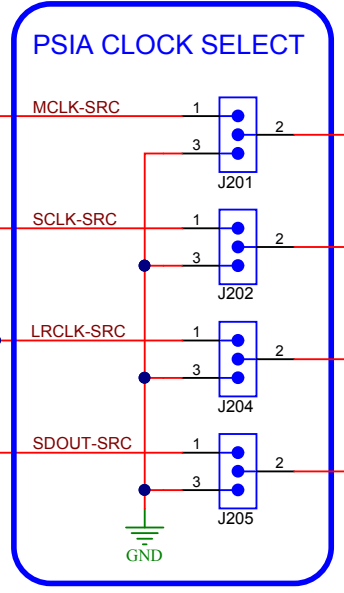 PSIA CLOCK SELECT
MCLK-SRC
1
2
3
J201
SCLK-SRC
1
2
3
J202
LRCLK-SRC
1
2
3
J204
SDOUT-SRC
1
2
3
J205
GND